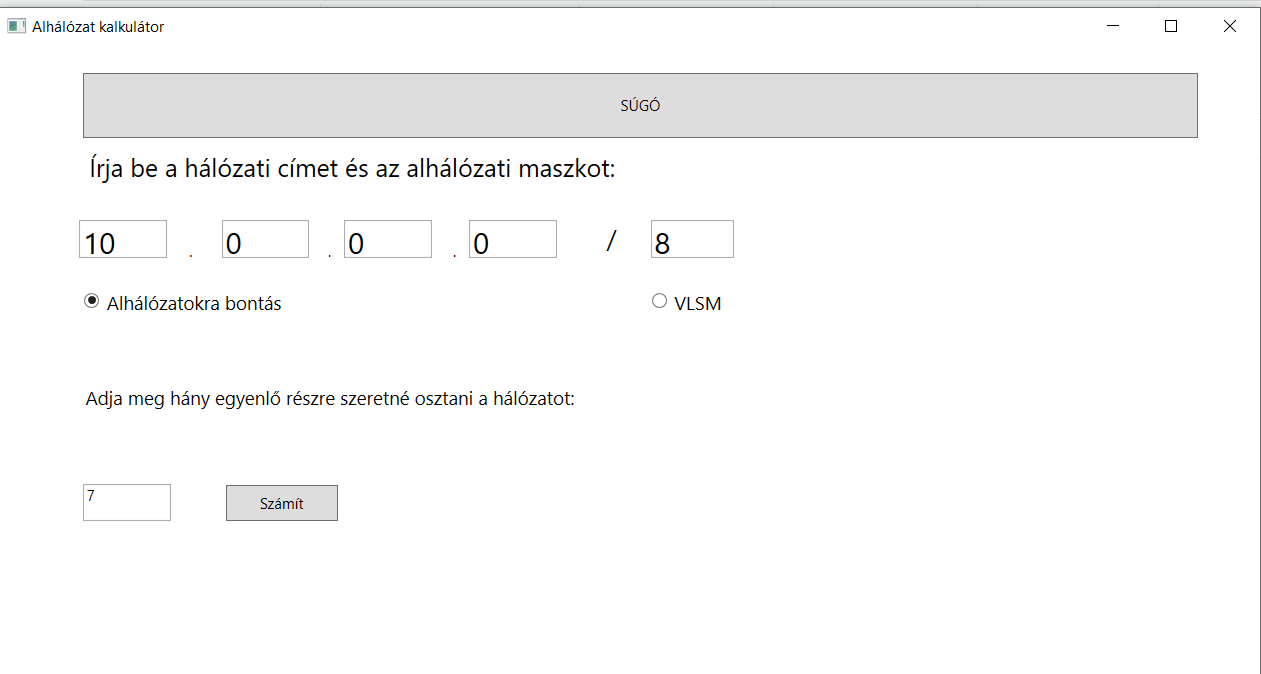 Alhálózat kalkulátor
SÚGÓ
Írja be a hálózati címet és az alhálózati maszkot:
10 . 0 . 0 . 0 / 8
Alhálózatokra bontás VLSM
Adja meg hány egyenlő részre szeretné osztani a hálózatot:
7 Számít